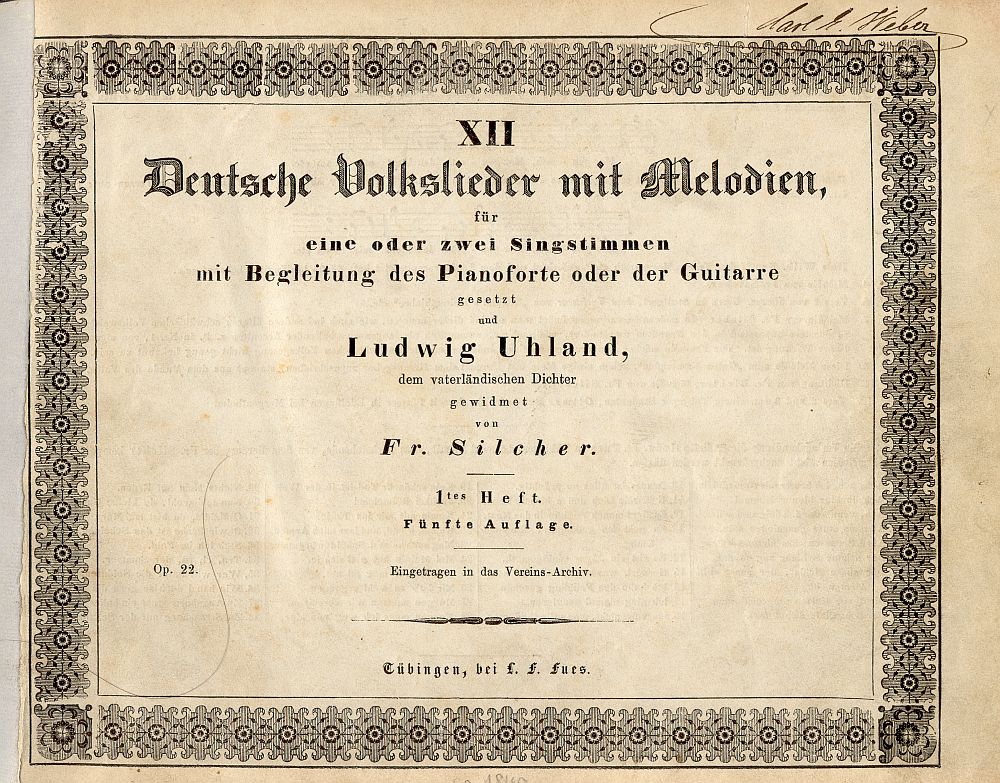 Carl E. Weber
XII
Deutsche Volkslieder mit Melodien,
für
eine oder zwei Singstimmen
mit Begleitung des Pianoforte oder der Guitarre
gesetzt
und
Ludwig Uhland,
dem vaterländischen Dichter
gewidmet
von
Fr. Silcher.
1tes Heft.
Fünfte Auflage.
Op. 22.
Eingetragen in das Vereins-Archiv.
Tübingen, bei L. F. Fues.